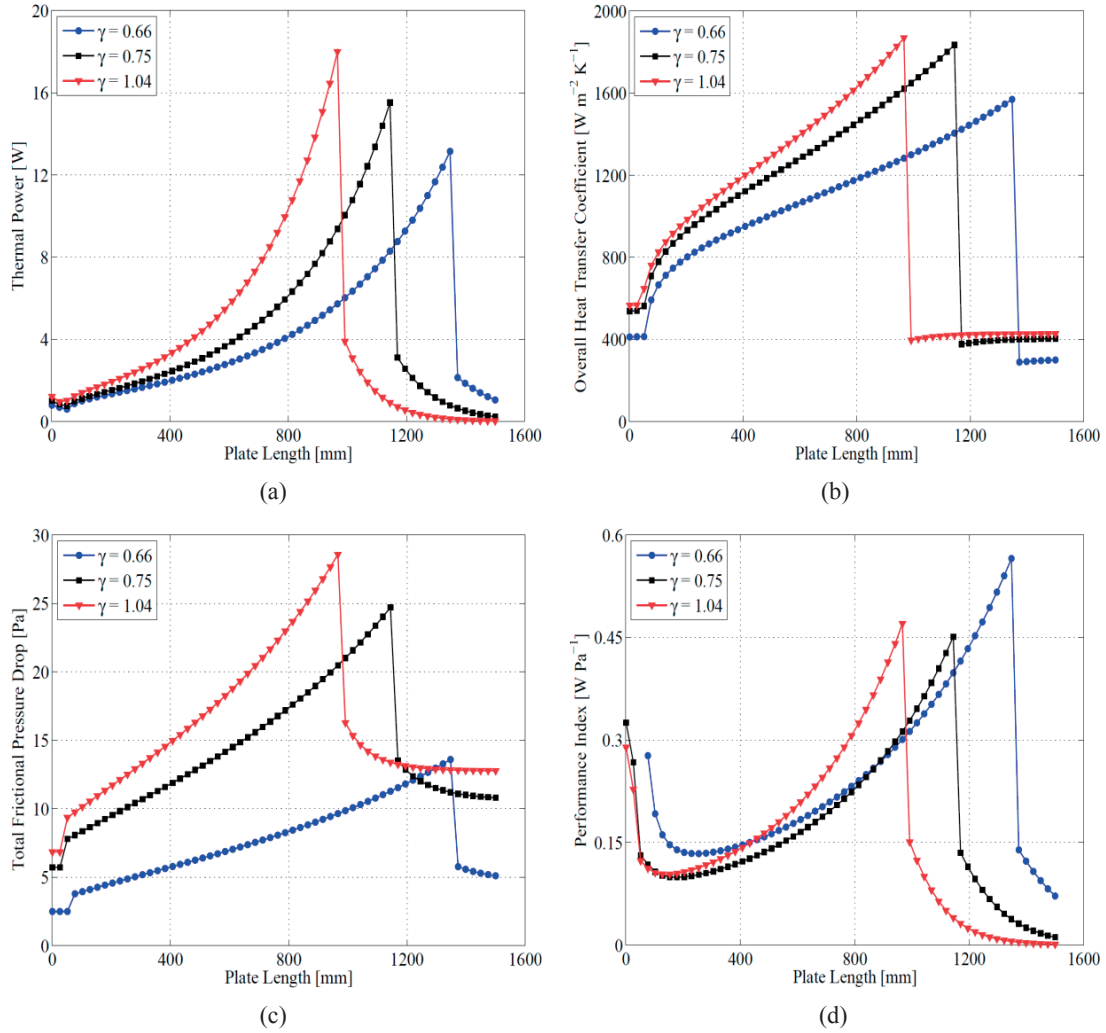 20
16
12
8
4
0
Thermal Power [W]
γ = 0.66
γ = 0.75
γ = 1.04
0 400 800 1200 1600
Plate Length [mm]
(a)
2000
1600
1200
800
400
0
Overall Heat Transfer Coefficient [W m⁻² K⁻¹]
γ = 0.66
γ = 0.75
γ = 1.04
0 400 800 1200 1600
Plate Length [mm]
(b)
30
25
20
15
10
5
0
Total Frictional Pressure Drop [Pa]
γ = 0.66
γ = 0.75
γ = 1.04
0 400 800 1200 1600
Plate Length [mm]
(c)
0.6
0.45
0.3
0.15
0
Performance Index [W Pa⁻¹]
γ = 0.66
γ = 0.75
γ = 1.04
0 400 800 1200 1600
Plate Length [mm]
(d)